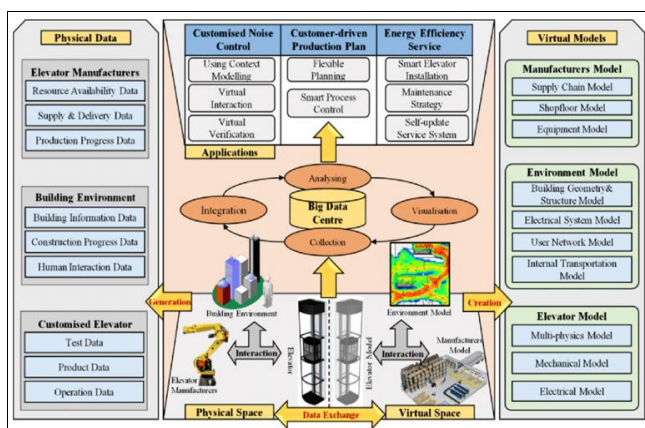 Physical Data
Elevator Manufacturers
Resource Availability Data
Supply & Delivery Data
Production Progress Data
Building Environment
Building Information Data
Construction Progress Data
Human Interaction Data
Customised Elevator
Test Data
Product Data
Operation Data
Customised Noise
Control
Using Context
Modelling
Virtual
Interaction
Virtual
Verification
Customer-driven
Production Plan
Flexible
Planning
Smart Process
Control
Energy Efficiency
Service
Smart Elevator
Installation
Maintenance
Strategy
Self-update
Service System
Applications
Analysing
Integration
Big Data
Centre
Visualisation
Collection
Generation
Building Environment
Environment Model
Creation
Interaction
Elevator
Elevator Model
Interaction
Manufacturers
Model
Elevator
Manufacturers
Physical Space
Data Exchange
Virtual Space
Virtual Models
Manufacturers Model
Supply Chain Model
Shopfloor Model
Equipment Model
Environment Model
Building Geometry&
Structure Model
Electrical System Model
User Network Model
Internal Transportation
Model
Elevator Model
Multi-physics Model
Mechanical Model
Electrical Model